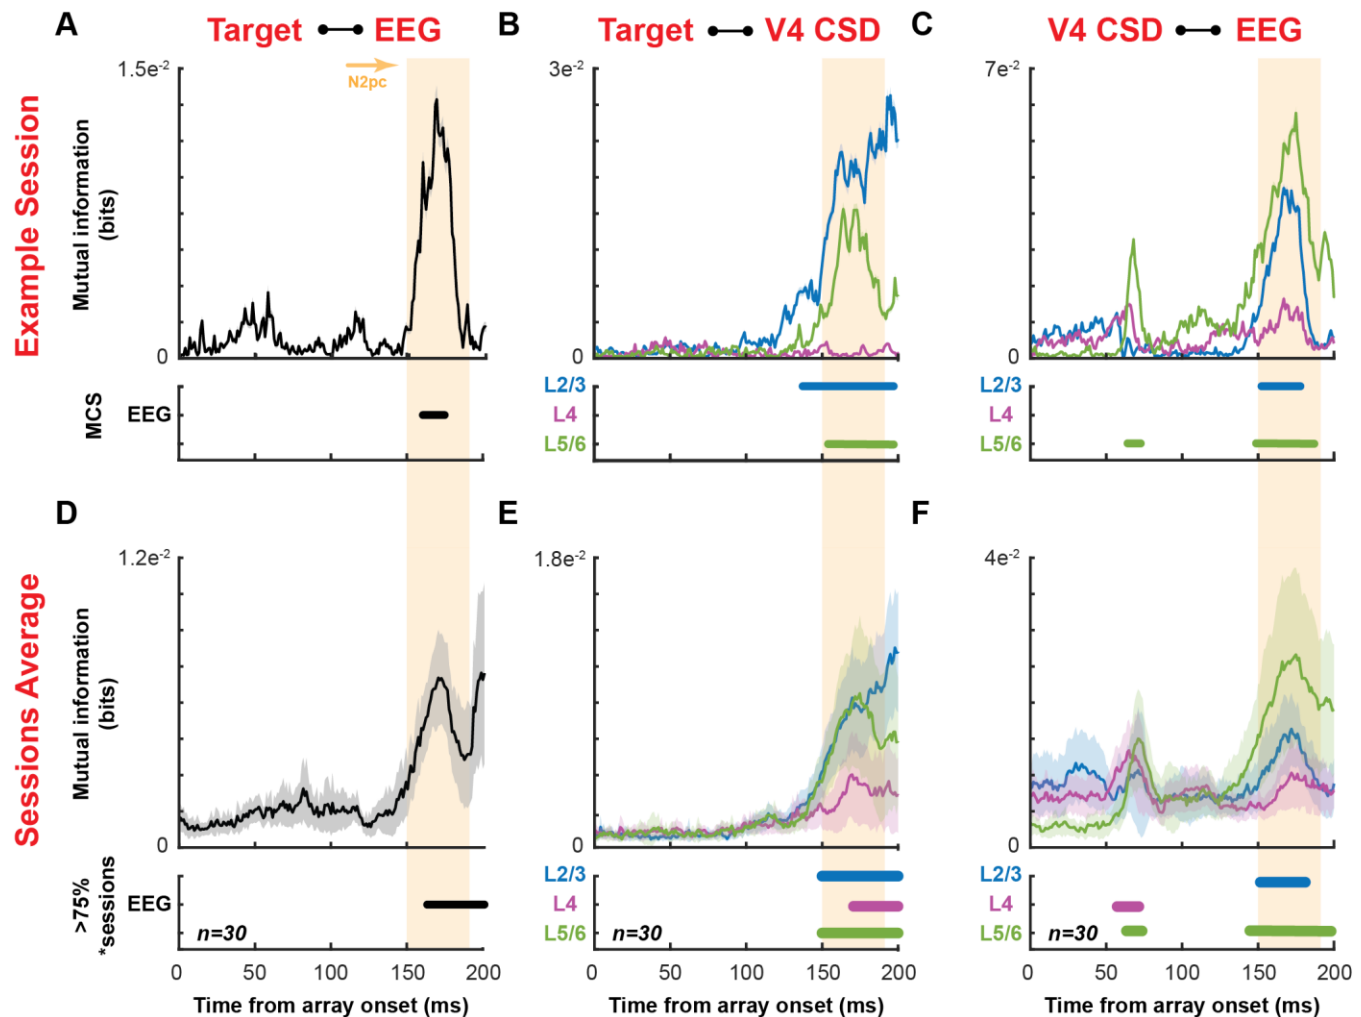 A
Target EEG
B
Target V4 CSD
C
V4 CSD EEG
Example Session
Mutual information
(bits)
1.5e-2
0
N2pc
3e-2
0
7e-2
0
MCS
EEG
L2/3
L4
L5/6
L2/3
L4
L5/6
D
E
F
Sessions Average
Mutual information
(bits)
1.2e-2
0
1.8e-2
0
4e-2
0
>75%
*sessions
EEG
n=30
L2/3
L4
L5/6
n=30
L2/3
L4
L5/6
n=30
0 50 100 150 200
0 50 100 150 200
0 50 100 150 200
Time from array onset (ms)
Time from array onset (ms)
Time from array onset (ms)